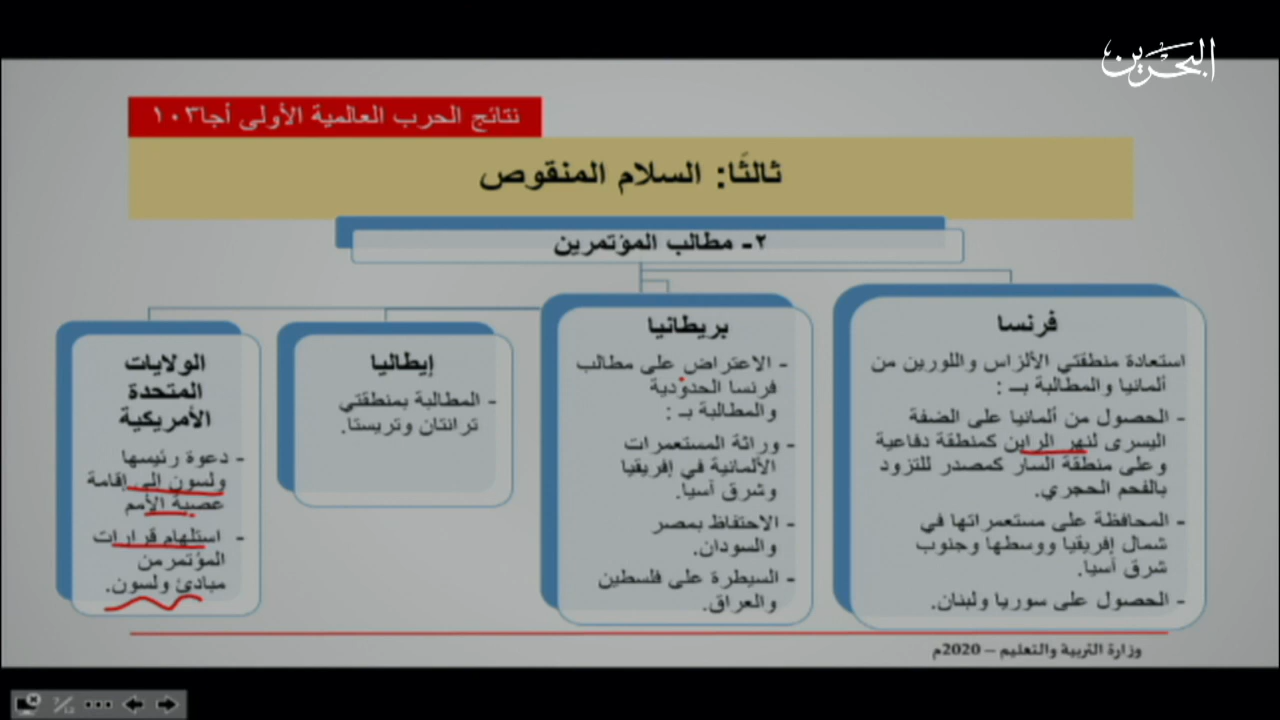 البحرين
نتائج الحرب العالمية الأولى أجا١٠٣
ثالثًا: السلام المنقوص
٢- مطالب المؤتمرين
فرنسا
استعادة منطقتي الألزاس واللورين من
ألمانيا والمطالبة بــ :
- الحصول من ألمانيا على الضفة
اليسرى لنهر الراين كمنطقة دفاعية
وعلى منطقة السار كمصدر للتزود
بالفحم الحجري.
- المحافظة على مستعمراتها في
شمال إفريقيا ووسطها وجنوب
شرق آسيا.
- الحصول على سوريا ولبنان.
بريطانيا
- الاعتراض على مطالب
فرنسا الحدودية
والمطالبة بـ :
- وراثة المستعمرات
الألمانية في إفريقيا
وشرق آسيا.
- الاحتفاظ بمصر
والسودان.
- السيطرة على فلسطين
والعراق.
إيطاليا
- المطالبة بمنطقتي
ترانتان وتريستا.
الولايات
المتحدة
الأمريكية
- دعوة رئيسها
ولسون إلى إقامة
عصبة الأمم
- استلهام قرارات
المؤتمرمن
مبادئ ولسون.
وزارة التربية والتعليم – 2020م